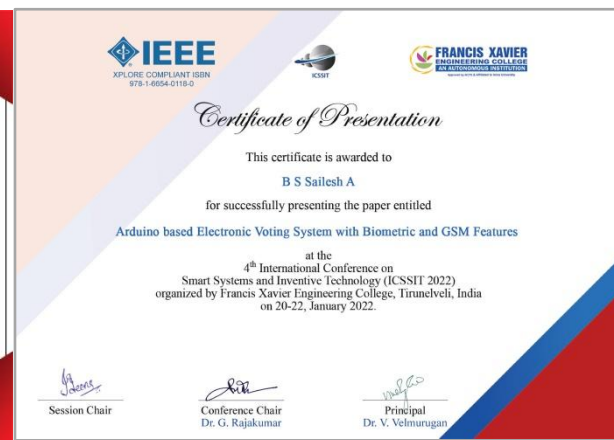 IEEE
XPLORE COMPLIANT ISBN
978-1-6654-0118-0
ICSSIT
FRANCIS XAVIER
ENGINEERING COLLEGE
AN AUTONOMOUS INSTITUTION
Certificate of Presentation
This certificate is awarded to
B S Sailesh A
for successfully presenting the paper entitled
Arduino based Electronic Voting System with Biometric and GSM Features
at the
4th International Conference on
Smart Systems and Inventive Technology (ICSSIT 2022)
organized by Francis Xavier Engineering College, Tirunelveli, India
on 20-22, January 2022.
Session Chair
Conference Chair
Dr. G. Rajakumar
Principal
Dr. V. Velmurugan